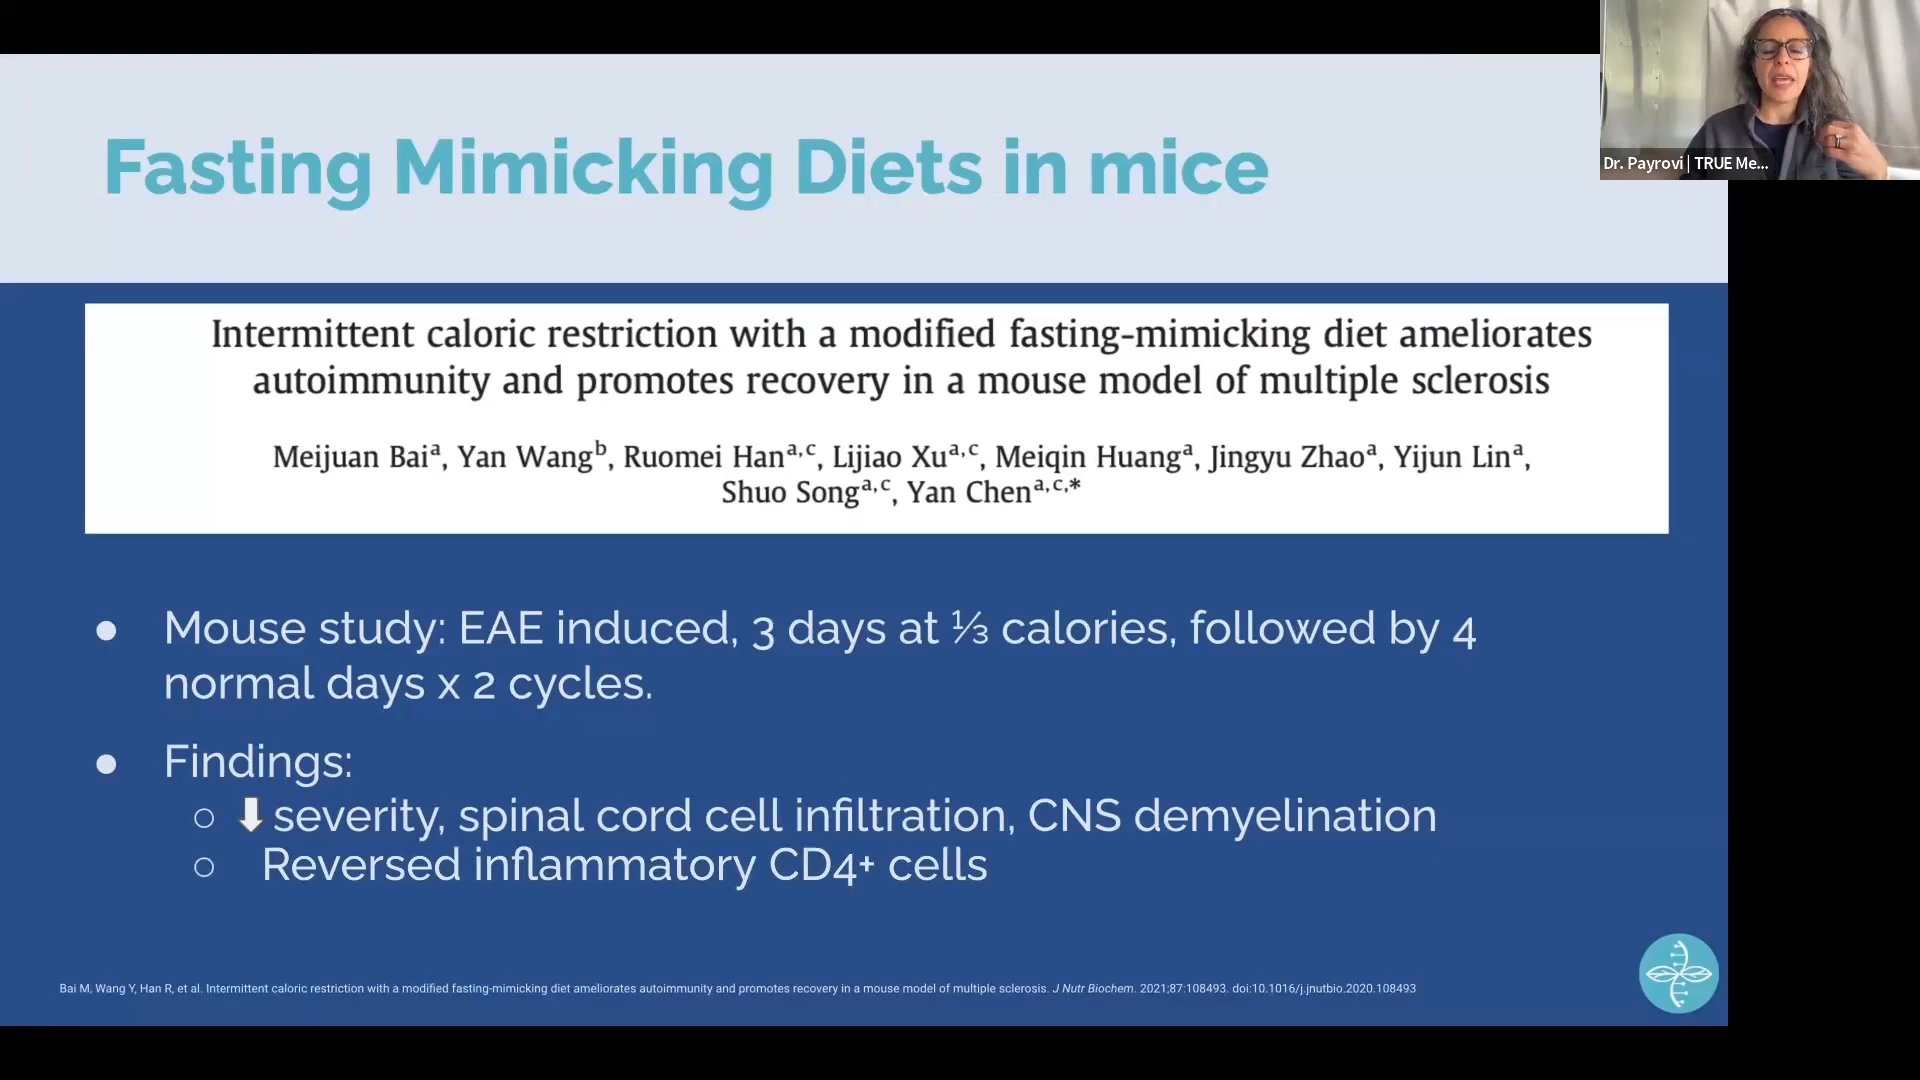 Dr. Payrovi | TRUE Me...
Fasting Mimicking Diets in mice
Intermittent caloric restriction with a modified fasting-mimicking diet ameliorates
autoimmunity and promotes recovery in a mouse model of multiple sclerosis
Meijuan Baiᵃ, Yan Wangᵇ, Ruomei Hanᵃ,ᶜ, Lijiao Xuᵃ,ᶜ, Meiqin Huangᵃ, Jingyu Zhaoᵃ, Yijun Linᵃ,
Shuo Songᵃ,ᶜ, Yan Chenᵃ,ᶜ,*
● Mouse study: EAE induced, 3 days at ⅓ calories, followed by 4
normal days x 2 cycles.
● Findings:
○ ⬇ severity, spinal cord cell infiltration, CNS demyelination
○ Reversed inflammatory CD4+ cells
Bai M, Wang Y, Han R, et al. Intermittent caloric restriction with a modified fasting-mimicking diet ameliorates autoimmunity and promotes recovery in a mouse model of multiple sclerosis. J Nutr Biochem. 2021;87:108493. doi:10.1016/j.jnutbio.2020.108493